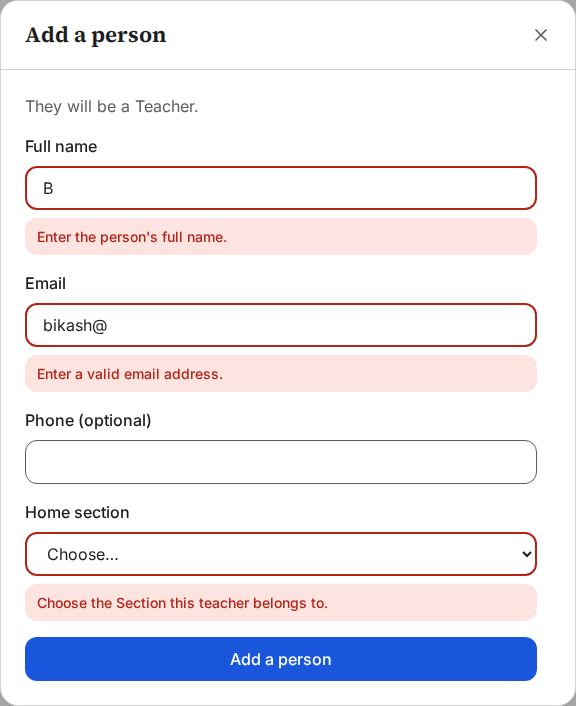 Add a person
They will be a Teacher.
Full name
B
Enter the person's full name.
Email
bikash@
Enter a valid email address.
Phone (optional)
Home section
Choose...
Choose the Section this teacher belongs to.
Add a person